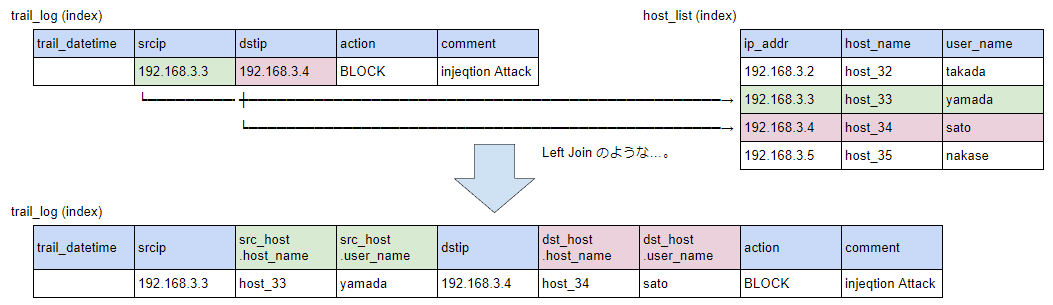 trail_log (index)
host_list (index)
trail_datetime srcip dstip action comment
192.168.3.3 192.168.3.4 BLOCK injeqtion Attack
ip_addr host_name user_name
192.168.3.2 host_32 takada
192.168.3.3 host_33 yamada
192.168.3.4 host_34 sato
192.168.3.5 host_35 nakase
Left Join のような…。
trail_log (index)
trail_datetime srcip src_host .host_name src_host .user_name dstip dst_host .host_name dst_host .user_name action comment
192.168.3.3 host_33 yamada 192.168.3.4 host_34 sato BLOCK injeqtion Attack